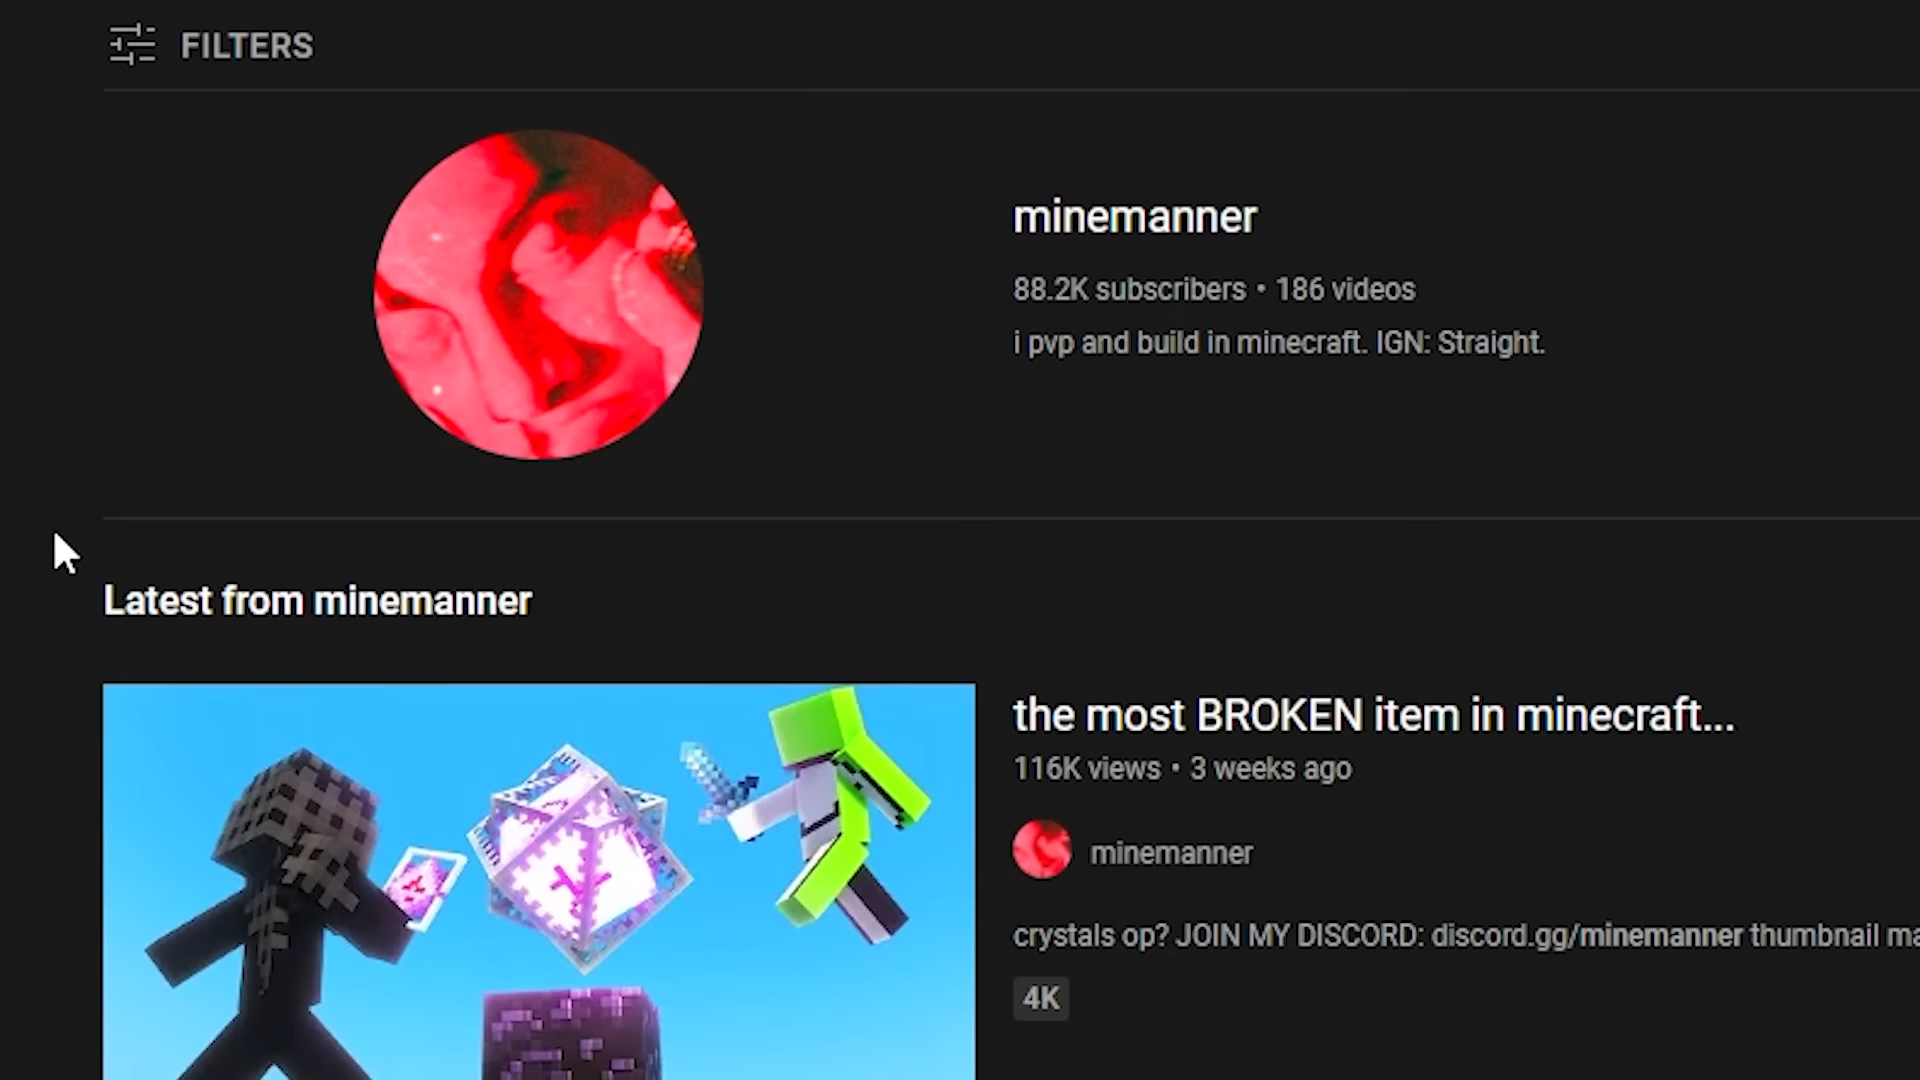 FILTERS
minemanner
88.2K subscribers • 186 videos
i pvp and build in minecraft. IGN: Straight.
Latest from minemanner
the most BROKEN item in minecraft...
116K views • 3 weeks ago
minemanner
crystals op? JOIN MY DISCORD: discord.gg/minemanner thumbnail
4K